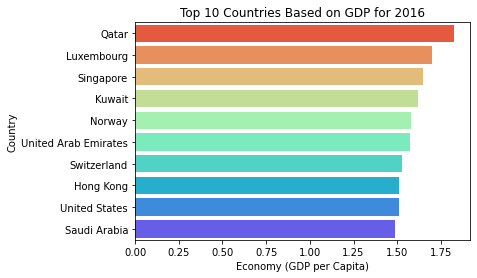 Top 10 Countries Based on GDP for 2016
Qatar
Luxembourg
Singapore
Kuwait
Norway
United Arab Emirates
Switzerland
Hong Kong
United States
Saudi Arabia
Country
0.00 0.25 0.50 0.75 1.00 1.25 1.50 1.75
Economy (GDP per Capita)